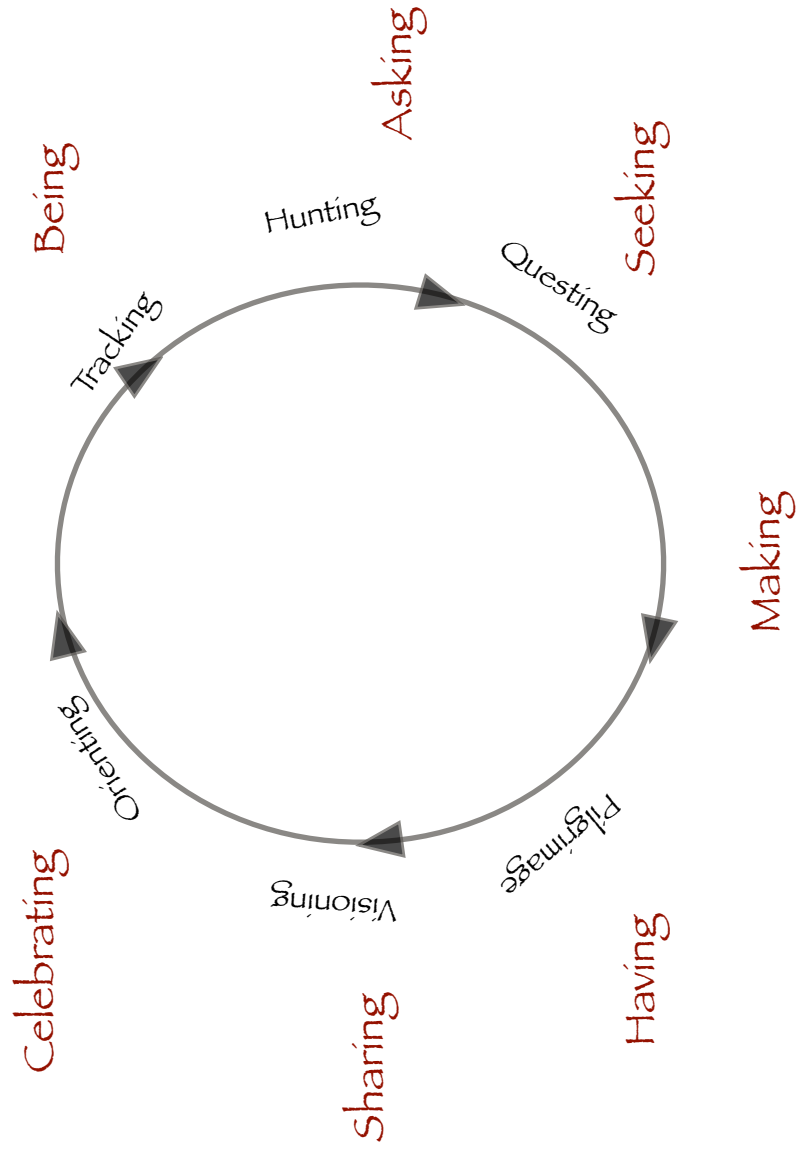 Asking
Being
Seeking
Hunting
Questing
Tracking
Making
Orienting
Pilgrimage
Celebrating
Visioning
Having
Sharing